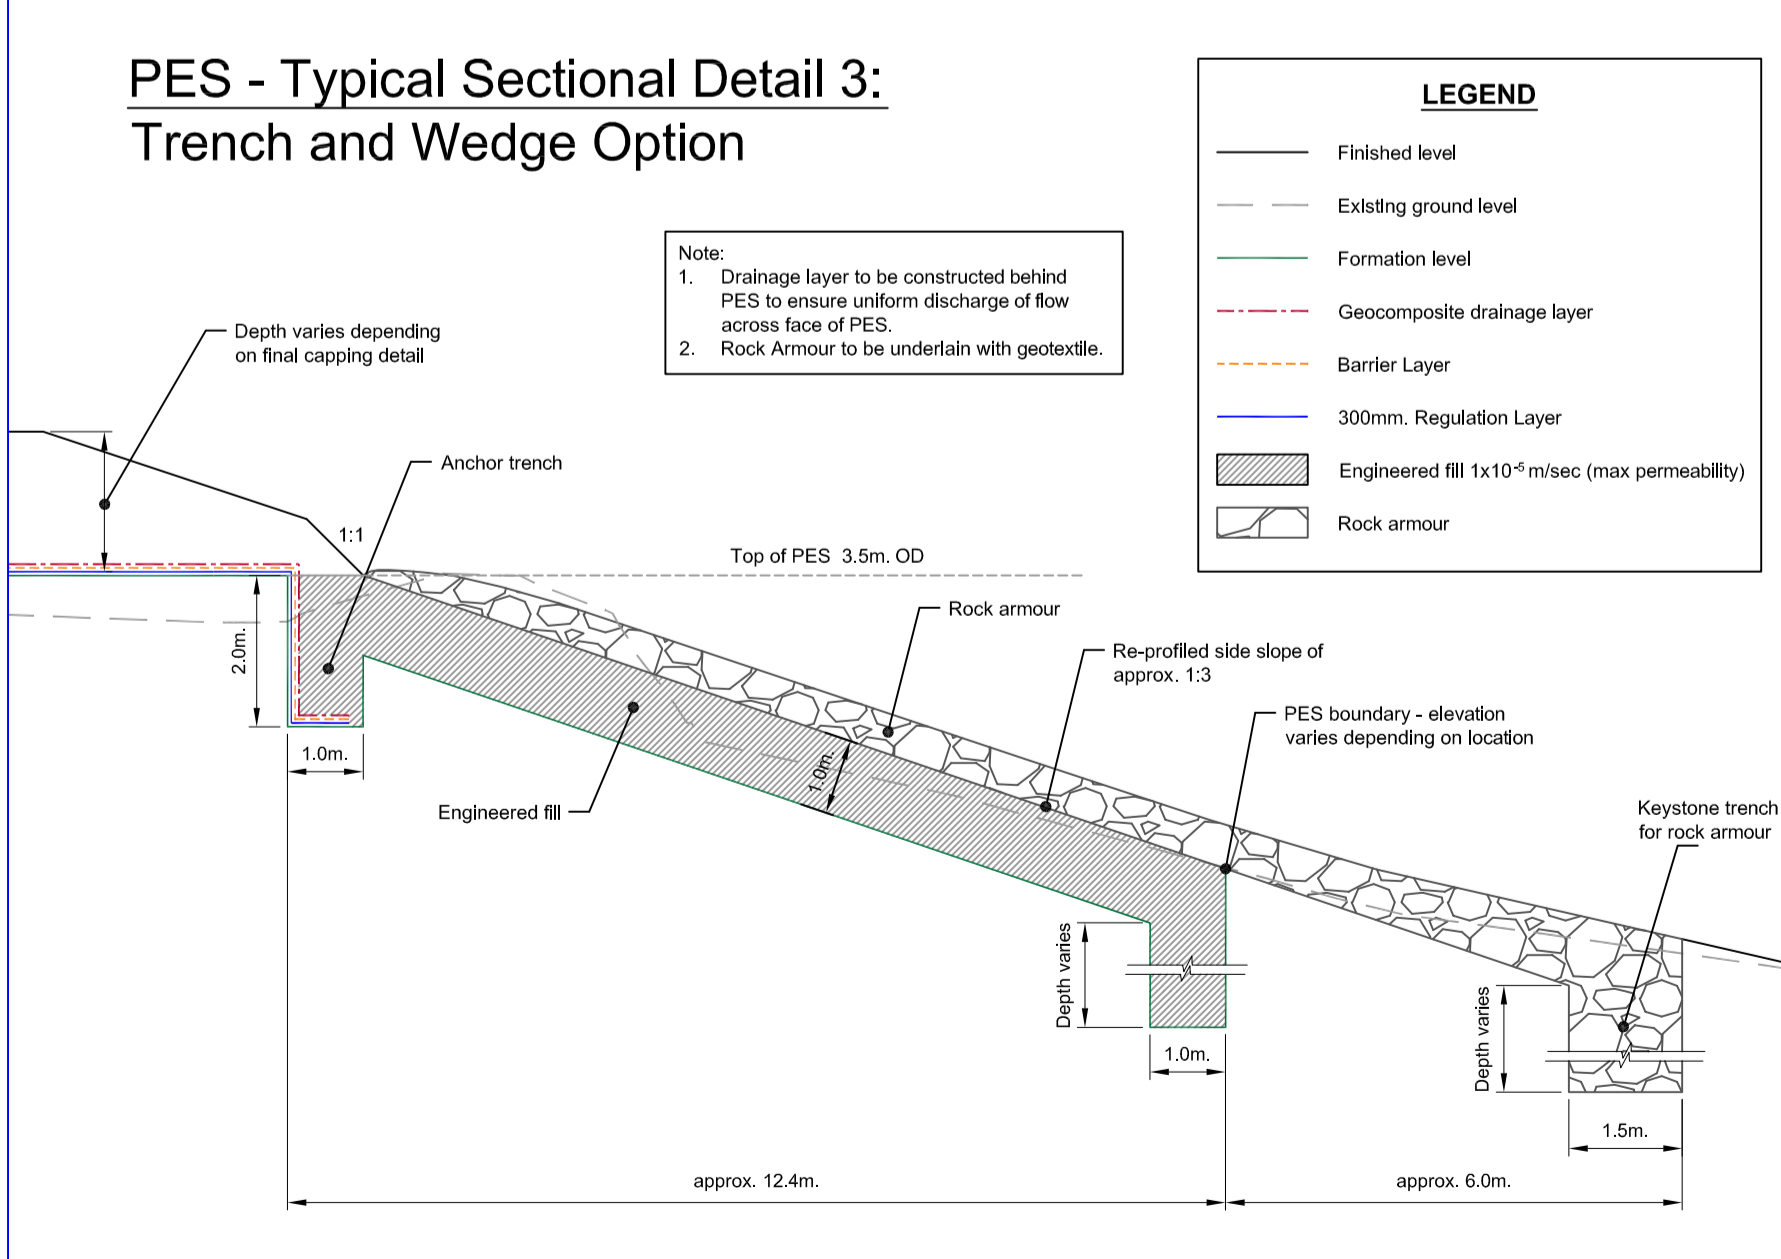 PES - Typical Sectional Detail 3:
Trench and Wedge Option
LEGEND
Finished level
Existing ground level
Formation level
Geocomposite drainage layer
Barrier Layer
300mm. Regulation Layer
Engineered fill 1x10⁻⁵ m/sec (max permeability)
Rock armour
Note:
1. Drainage layer to be constructed behind
PES to ensure uniform discharge of flow
across face of PES.
2. Rock Armour to be underlain with geotextile.
Depth varies depending
on final capping detail
Anchor trench
1:1
Top of PES 3.5m. OD
Rock armour
2.0m.
Re-profiled side slope of
approx. 1:3
PES boundary - elevation
varies depending on location
1.0m.
1.0m.
Engineered fill
Keystone trench
for rock armour
Depth varies
Depth varies
1.0m.
1.5m.
approx. 12.4m.
approx. 6.0m.